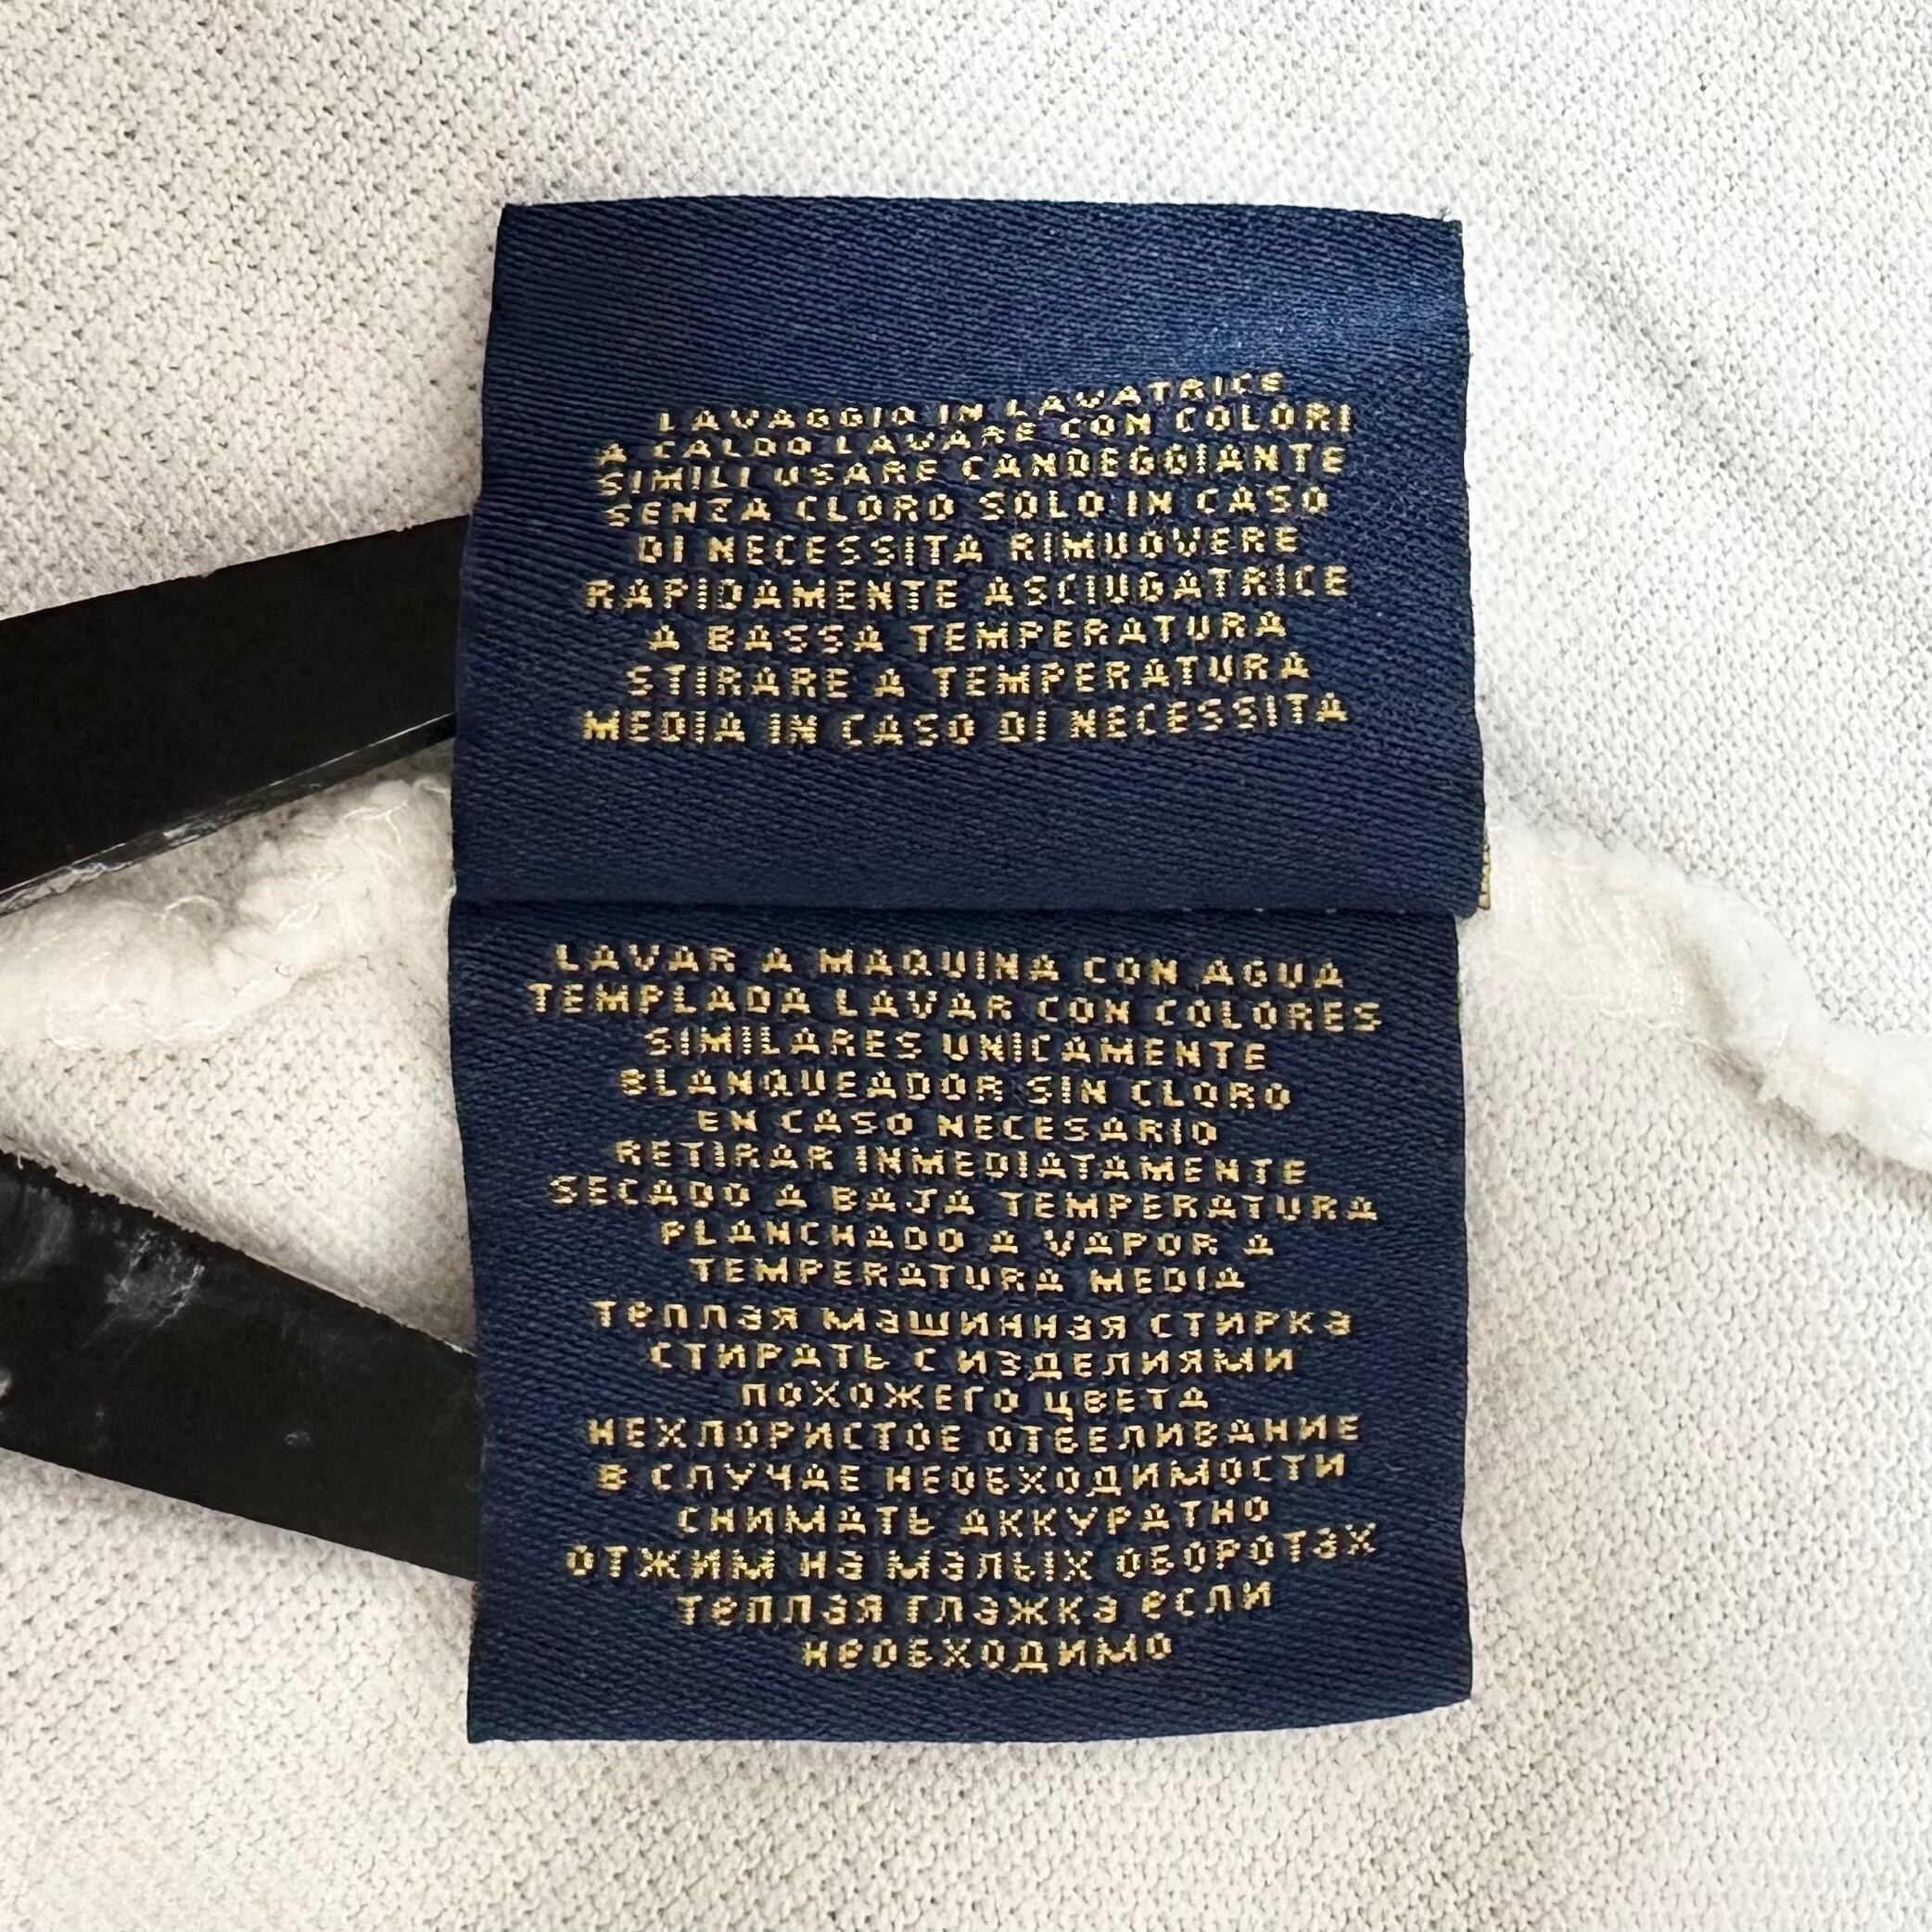 LAVAGGIO IN LAVATRICE
A CALDO LAVARE CON COLORI
SIMILI USARE CANDEGGIANTE
SENZA CLORO SOLO IN CASO
DI NECESSITA RIMUOVERE
RAPIDAMENTE ASCIUGATRICE
A BASSA TEMPERATURA
STIRARE A TEMPERATURA
MEDIA IN CASO DI NECESSITA
LAVAR A MAQUINA CON AGUA
TEMPLADA LAVAR CON COLORES
SIMILARES UNICAMENTE
BLANQUEADOR SIN CLORO
EN CASO NECESARIO
RETIRAR INMEDIATAMENTE
SECADO A BAJA TEMPERATURA
PLANCHADO A VAPOR A
TEMPERATURA MEDIA
теплая машинная стирка
СТИРАТЬ С ИЗДЕЛИЯМИ
ПОХОЖЕГО ЦВЕТА
НЕХЛОРИСТОЕ ОТБЕЛИВАНИЕ
В СЛУЧАЕ НЕОБХОДИМОСТИ
СНИМАТЬ АККУРАТНО
ОТЖИМ На МаЛЫХ ОБОРОТаХ
теплая глажка если
необходимо